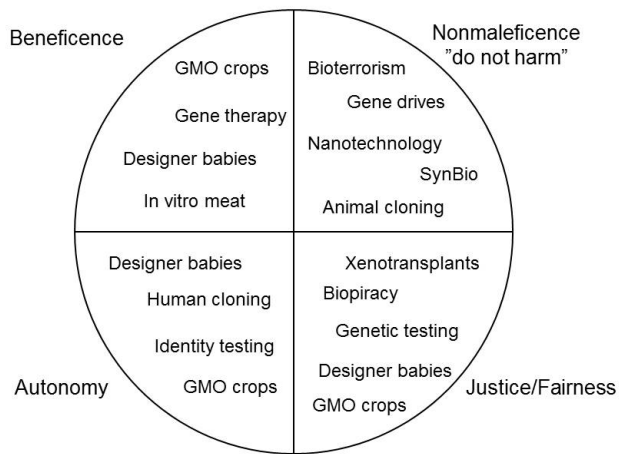 Beneficence
GMO crops
Gene therapy
Designer babies
In vitro meat
Nonmaleficence
”do not harm”
Bioterrorism
Gene drives
Nanotechnology
SynBio
Animal cloning
Designer babies
Human cloning
Identity testing
GMO crops
Autonomy
Xenotransplants
Biopiracy
Genetic testing
Designer babies
GMO crops
Justice/Fairness